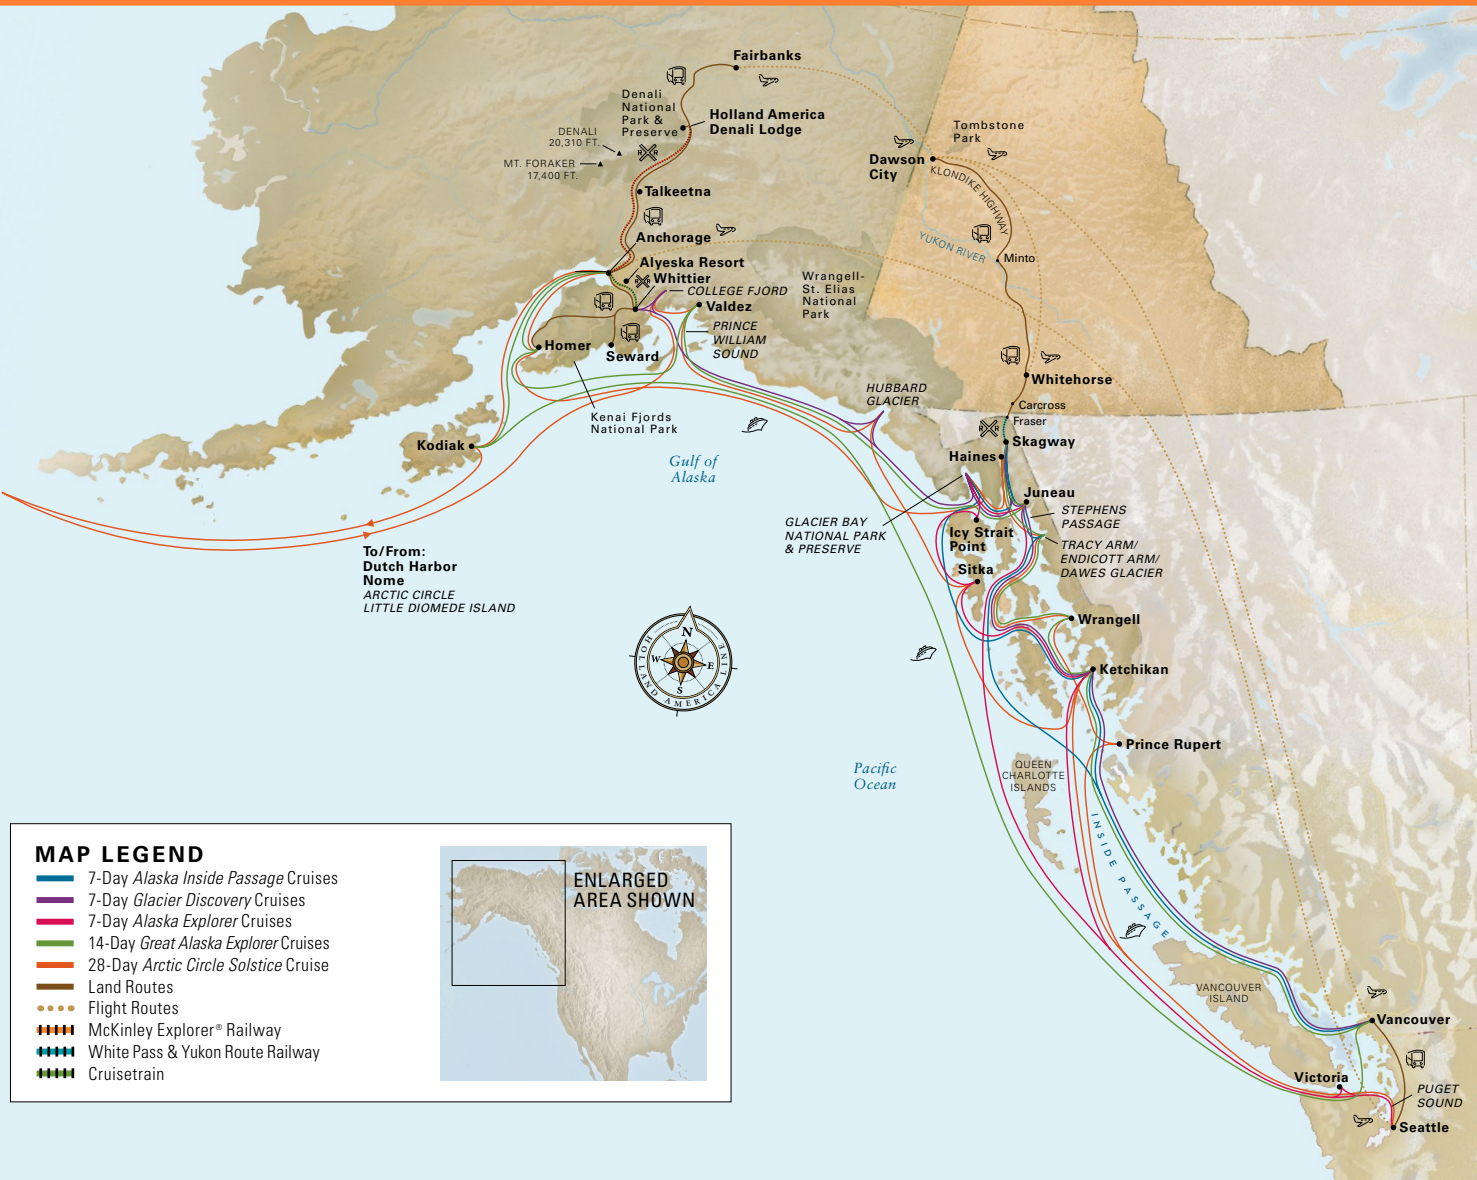 Fairbanks
Denali
National
Park &
Preserve
Holland America
Denali Lodge
DENALI
20,310 FT.
MT. FORAKER
17,400 FT.
Talkeetna
Anchorage
Alyeska Resort
Whittier
COLLEGE FJORD
Valdez
PRINCE
WILLIAM
SOUND
Homer
Seward
Kenai Fjords
National Park
Kodiak
Wrangell-
St. Elias
National
Park
Tombstone
Park
Dawson
City
KLONDIKE HIGHWAY
YUKON RIVER
Minto
Whitehorse
Carcross
Fraser
Skagway
Haines
HUBBARD
GLACIER
Gulf of
Alaska
Juneau
STEPHENS
PASSAGE
GLACIER BAY
NATIONAL PARK
& PRESERVE
Icy Strait
Point
TRACY ARM/
ENDICOTT ARM/
DAWES GLACIER
Sitka
Wrangell
Ketchikan
Prince Rupert
To/From:
Dutch Harbor
Nome
ARCTIC CIRCLE
LITTLE DIOMEDE ISLAND
N
W
E
S
HOLLAND AMERICA LINE
Pacific
Ocean
QUEEN
CHARLOTTE
ISLANDS
INSIDE PASSAGE
VANCOUVER
ISLAND
Vancouver
Victoria
PUGET
SOUND
Seattle
MAP LEGEND
7-Day Alaska Inside Passage Cruises
7-Day Glacier Discovery Cruises
7-Day Alaska Explorer Cruises
14-Day Great Alaska Explorer Cruises
28-Day Arctic Circle Solstice Cruise
Land Routes
Flight Routes
McKinley Explorer® Railway
White Pass & Yukon Route Railway
Cruisetrain
ENLARGED
AREA SHOWN